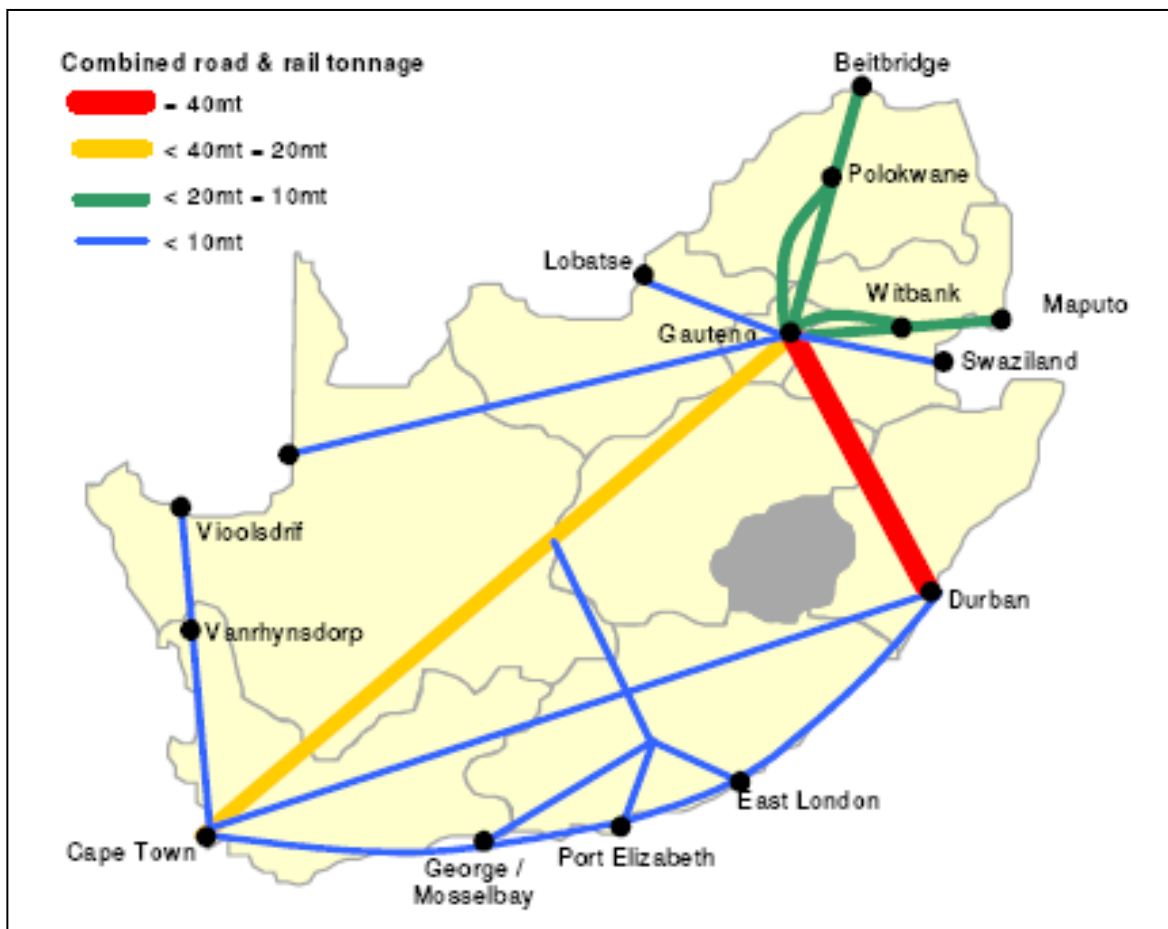 Combined road & rail tonnage
= 40mt
< 40mt = 20mt
< 20mt = 10mt
< 10mt
Beitbridge
Polokwane
Lobatse
Witbank
Maputo
Gauteng
Swaziland
Vioolsdrif
Vanrhynsdorp
Durban
East London
Cape Town
Port Elizabeth
George /
Mosselbay